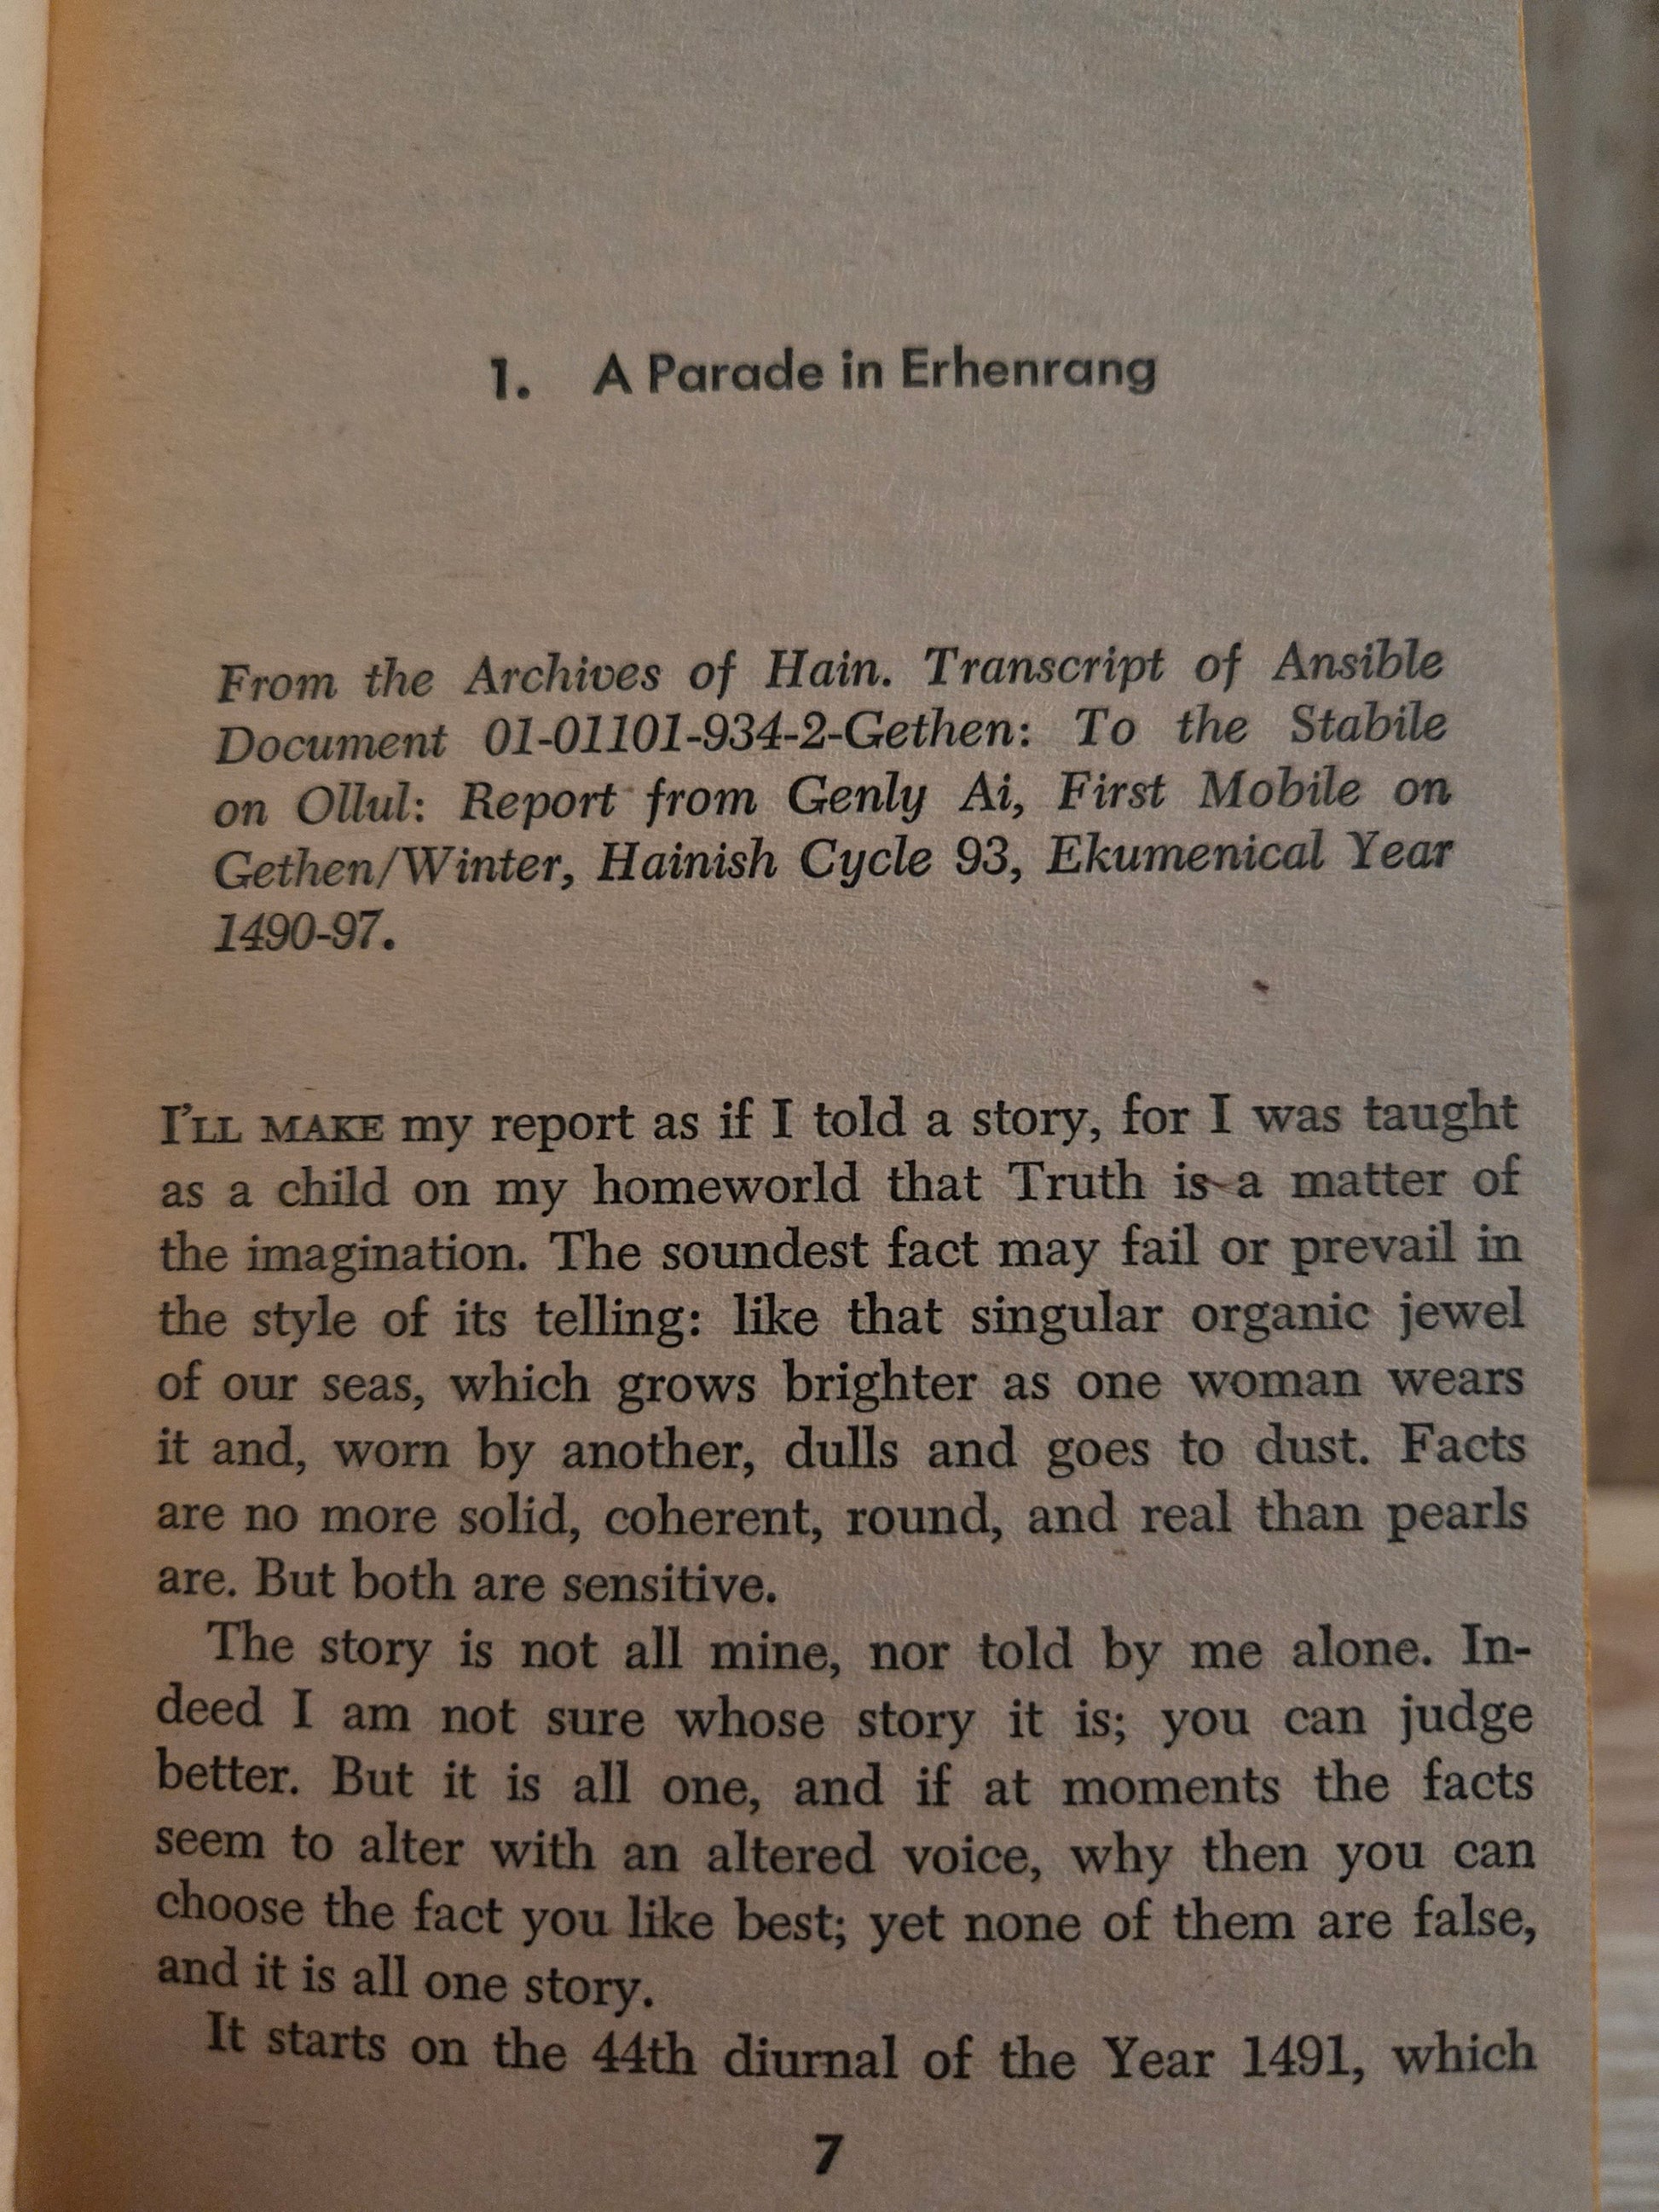 1. A Parade in Erhenrang
From the Archives of Hain. Transcript of Ansible
Document 01-01101-934-2-Gethen: To the Stabile
on Ollul: Report from Genly Ai, First Mobile on
Gethen/Winter, Hainish Cycle 93, Ekumenical Year
1490-97.
I'LL MAKE my report as if I told a story, for I was taught
as a child on my homeworld that Truth is a matter of
the imagination. The soundest fact may fail or prevail in
the style of its telling: like that singular organic jewel
of our seas, which grows brighter as one woman wears
it and, worn by another, dulls and goes to dust. Facts
are no more solid, coherent, round, and real than pearls
are. But both are sensitive.
The story is not all mine, nor told by me alone. In-
deed I am not sure whose story it is; you can judge
better. But it is all one, and if at moments the facts
seem to alter with an altered voice, why then you can
choose the fact you like best; yet none of them are false,
and it is all one story.
It starts on the 44th diurnal of the Year 1491, which
7